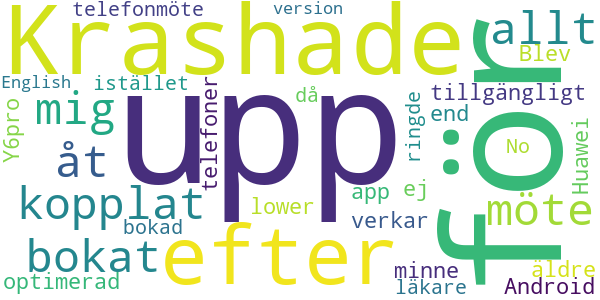 telefonmöte version
Krashader allt
Blev
English istället
då tillgängligt
mig upp för end
Y6pro telefoner ringde Huawei
åt No
kopplat lower app ej möte
bokad verkar
bokat efter minne äldre
optimerad läkare Android